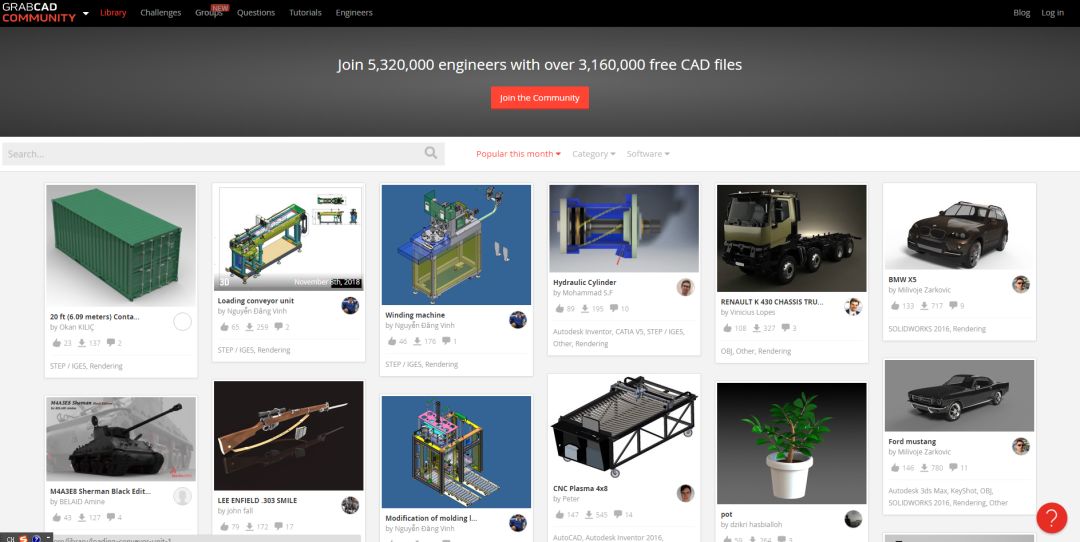 GRABCAD
COMMUNITY
Library
Challenges
Groups
NEW
Questions
Tutorials
Engineers
Blog
Log in
Join 5,320,000 engineers with over 3,160,000 free CAD files
Join the Community
Search...
Popular this month
Category
Software
20 ft (6.09 meters) Conta...
by Okan KILIÇ
23 137 2
STEP / IGES, Rendering
3D
November 8th, 2018
Loading conveyor unit
by Nguyễn Đăng Vinh
65 259 2
STEP / IGES, Rendering
Winding machine
by Nguyễn Đăng Vinh
46 176 1
STEP / IGES, Rendering
Hydraulic Cylinder
by Mohammad S.F
89 195 10
Autodesk Inventor, CATIA V5, STEP / IGES,
Other, Rendering
RENAULT K 430 CHASSIS TRU...
by Vinicius Lopes
108 327 3
OBJ, Other, Rendering
BMW X5
by Milivoje Zarkovic
133 717 9
SOLIDWORKS 2016, Rendering
M4A3E8 Sherman
M4A3E8 Sherman Black Edit...
by BELAID Amine
43 127 4
LEE ENFIELD .303 SMILE
by john fall
79 172 17
Modification of molding l...
by Nguyễn Đăng Vinh
CNC Plasma 4x8
by Peter
147 545 14
AutoCAD, Autodesk Inventor 2016,
pot
by dzikri hasbialloh
Ford mustang
by Milivoje Zarkovic
146 780 11
Autodesk 3ds Max, KeyShot, OBJ,
SOLIDWORKS 2016, Rendering, Other
?
CH